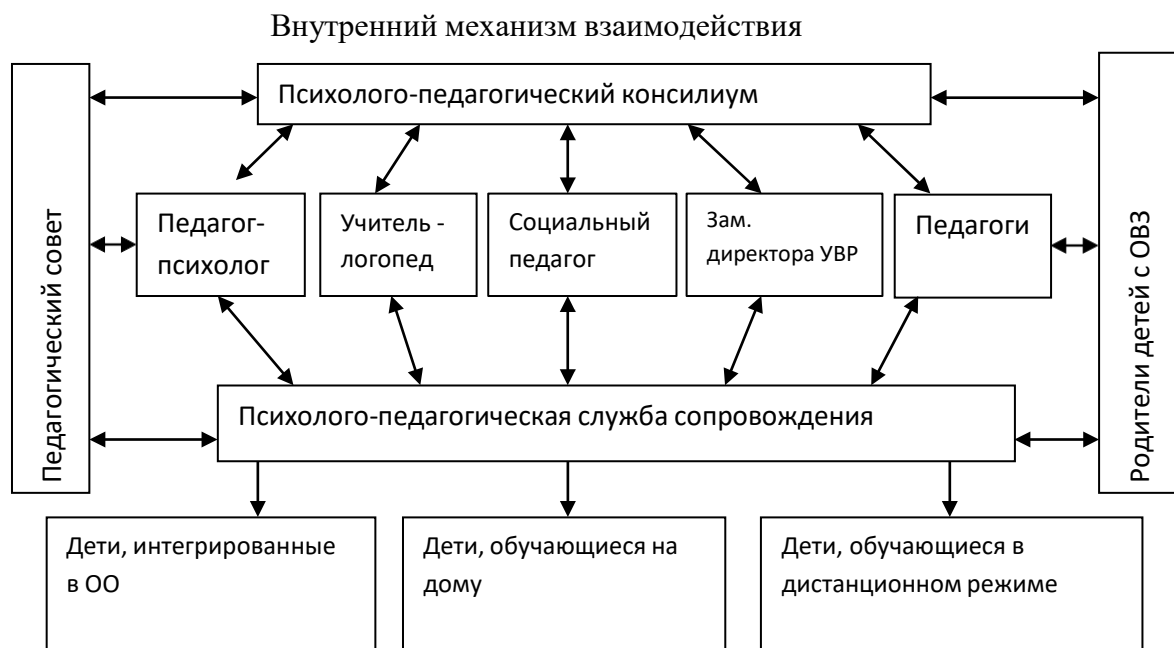 Внутренний механизм взаимодействия
Психолого-педагогический консилиум
Педагогический совет
Педагог-
психолог
Учитель -
логопед
Социальный
педагог
Зам.
директора УВР
Педагоги
Родители детей с ОВЗ
Психолого-педагогическая служба сопровождения
Дети, интегрированные
в ОО
Дети, обучающиеся на
дому
Дети, обучающиеся в
дистанционном режиме